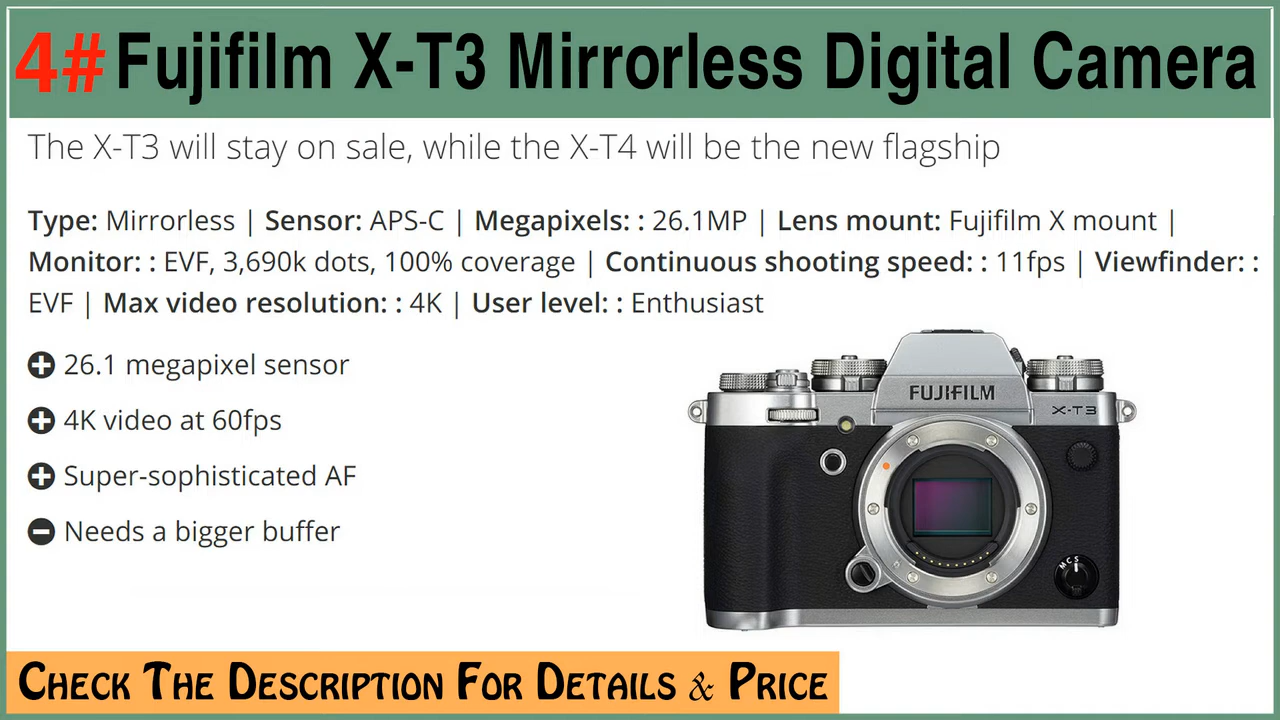 4# Fujifilm X-T3 Mirrorless Digital Camera
The X-T3 will stay on sale, while the X-T4 will be the new flagship
Type: Mirrorless | Sensor: APS-C | Megapixels: : 26.1MP | Lens mount: Fujifilm X mount |
Monitor: : EVF, 3,690k dots, 100% coverage | Continuous shooting speed: : 11fps | Viewfinder: :
EVF | Max video resolution: : 4K | User level: : Enthusiast
26.1 megapixel sensor
4K video at 60fps
Super-sophisticated AF
Needs a bigger buffer
FUJIFILM
X-T3
M C S
Check The Description For Details & Price